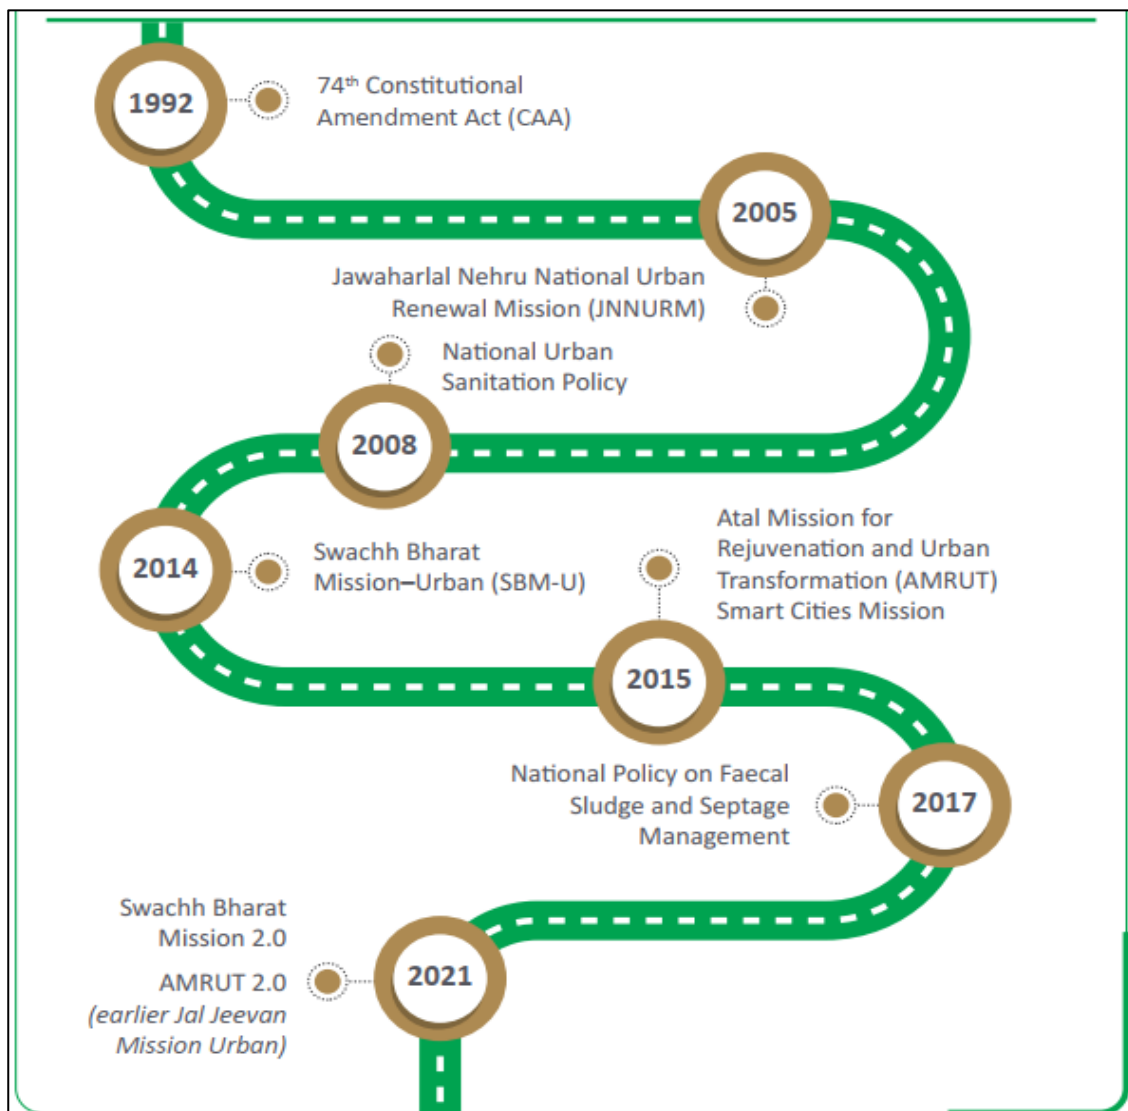 1992
74th Constitutional
Amendment Act (CAA)
2005
Jawaharlal Nehru National Urban
Renewal Mission (JNNURM)
National Urban
Sanitation Policy
2008
2014
Swachh Bharat
Mission–Urban (SBM-U)
Atal Mission for
Rejuvenation and Urban
Transformation (AMRUT)
Smart Cities Mission
2015
National Policy on Faecal
Sludge and Septage
Management
2017
Swachh Bharat
Mission 2.0
AMRUT 2.0
(earlier Jal Jeevan
Mission Urban)
2021